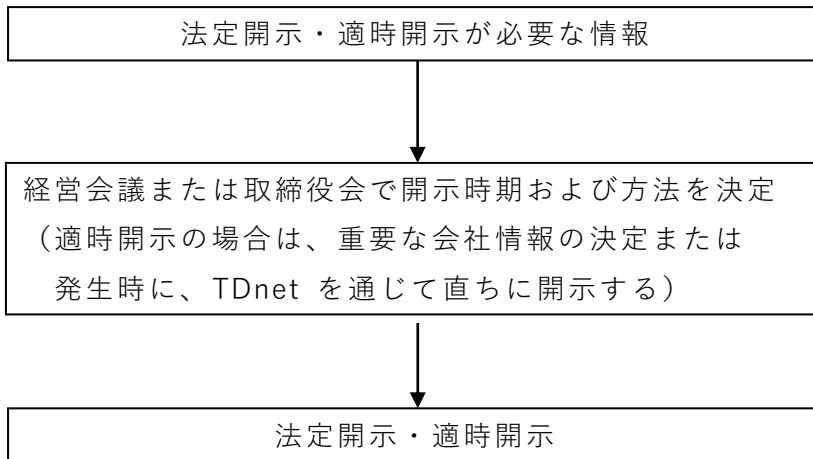 法定開示・適時開示が必要な情報
経営会議または取締役会で開示時期および方法を決定
（適時開示の場合は、重要な会社情報の決定または
発生時に、TDnet を通じて直ちに開示する）
法定開示・適時開示